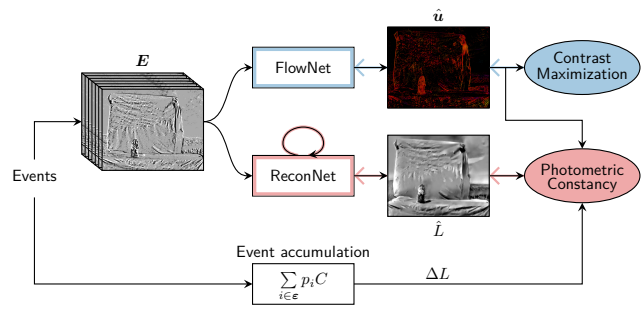 E
û
FlowNet
Contrast
Maximization
Events
ReconNet
Photometric
Constancy
L̂
Event accumulation
∑ p_i C
i∈ε
ΔL